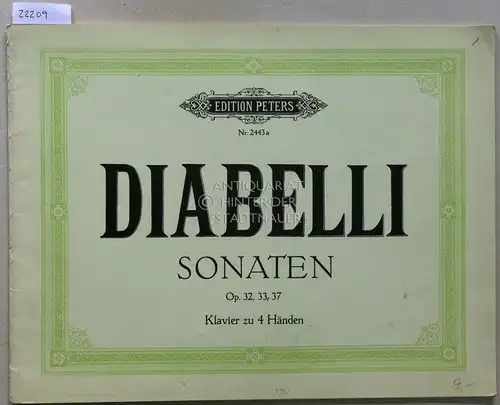 22209
EDITION PETERS
Nr. 2443a
DIABELLI
ANTIQUARIAT
© HINTER DER
STADTMAUER
SONATEN
Op. 32, 33, 37
Klavier zu 4 Händen
9,-